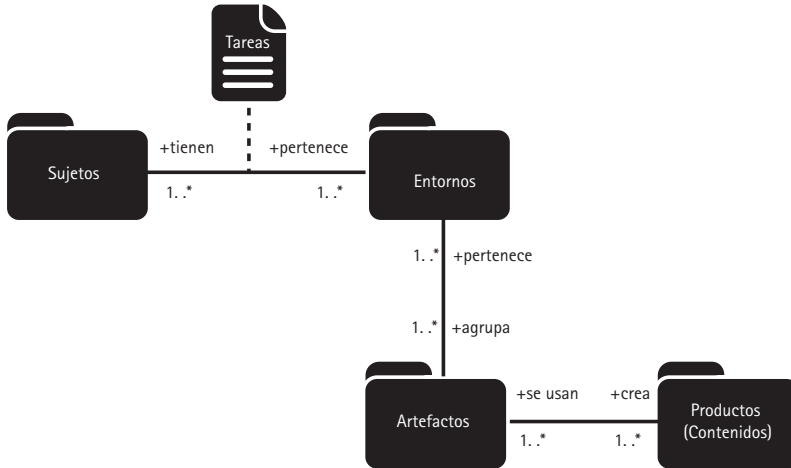 Tareas
+tienen
+pertenece
Sujetos
Entornos
1. .*
1. .*
1. .*
+pertenece
1. .*
+agrupa
+se usan
+crea
Artefactos
Productos
(Contenidos)
1. .*
1. .*